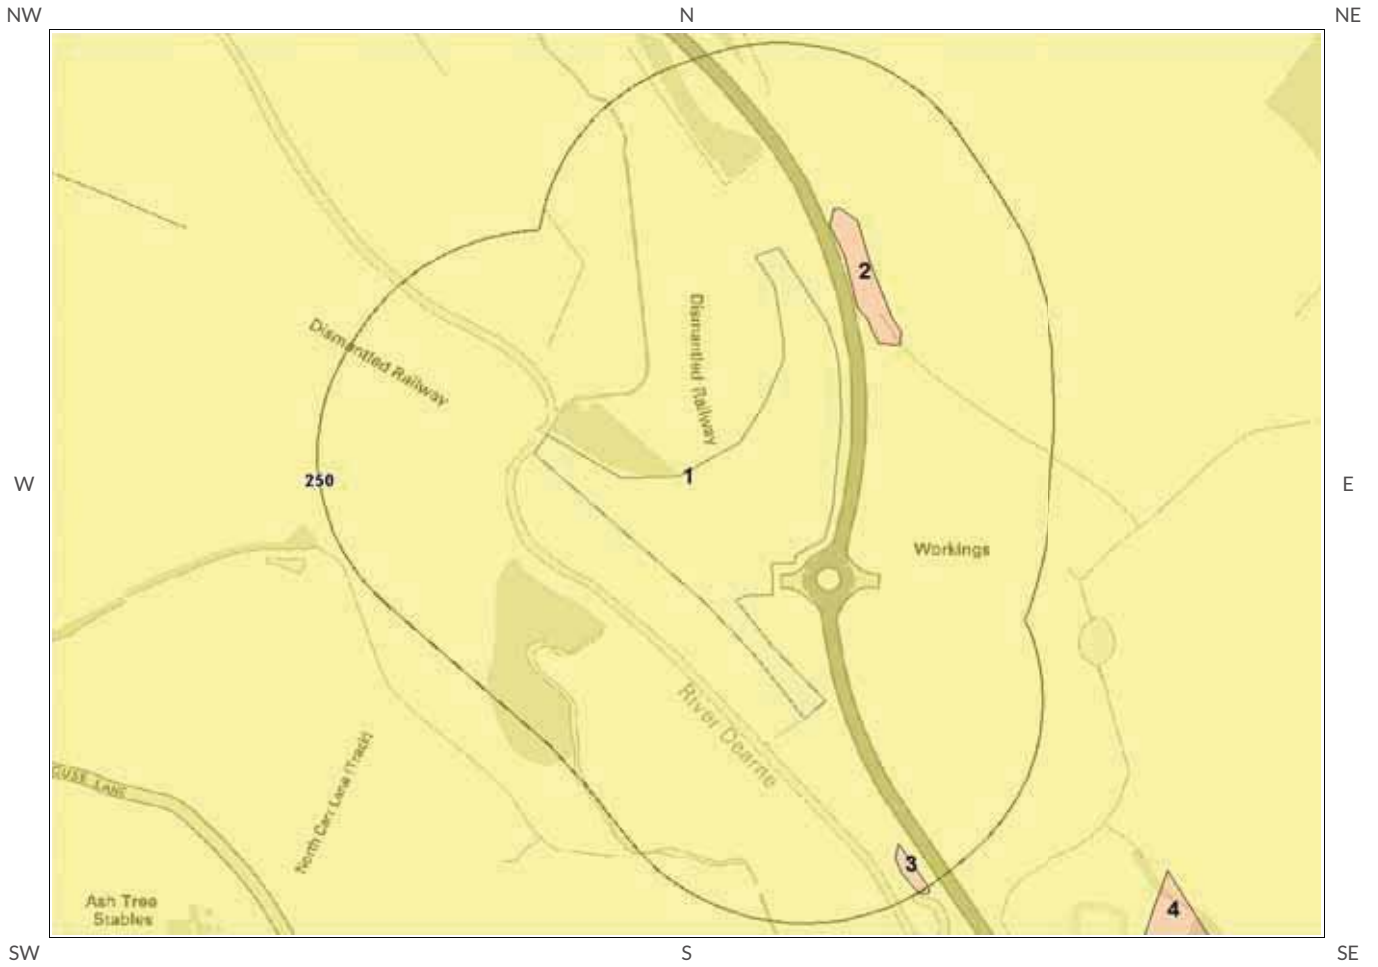 NW
N
NE
2
Dismantled Railway
Dismantled Railway
1
250
W
E
Workings
River Dearne
North Carr Lane (Track)
3
4
Ash Tree
Stables
SW
S
SE